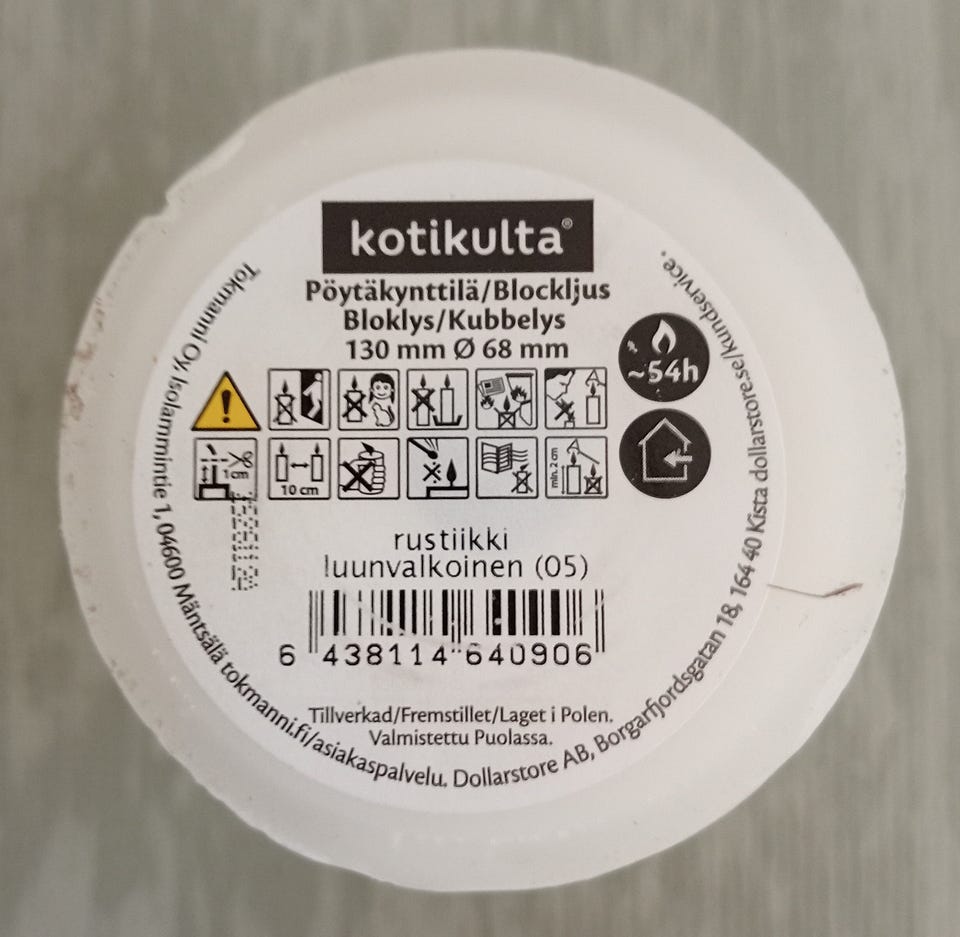 kotikulta®
Pöytäkynttilä/Blockljus
Bloklys/Kubbelys
130 mm Ø 68 mm
~54h
1 cm
10 cm
min. 2 cm
rustiikki
luunvalkoinen (05)
6 438114 640906
Tillverkad/Fremstillet/Laget i Polen.
Valmistettu Puolassa.
Tokmanni Oy, Isolammintie 1, 04600 Mäntsälä tokmanni.fi/asiakaspalvelu. Dollarstore AB, Borgarfjordsgatan 18, 164 40 Kista dollarstore.se/kundservice.